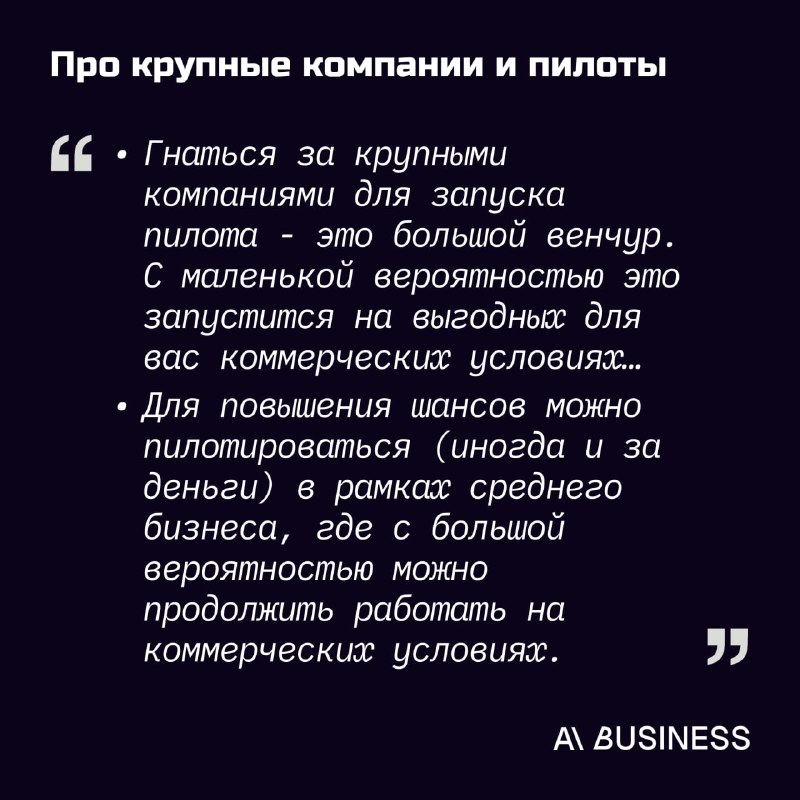 Про крупные компании и пилоты
“ • Гнаться за крупными
компаниями для запуска
пилота - это большой венчур.
С маленькой вероятностью это
запустится на выгодных для
вас коммерческих условиях…
• Для повышения шансов можно
пилотироваться (иногда и за
деньги) в рамках среднего
бизнеса, где с большой
вероятностью можно
продолжить работать на
коммерческих условиях. ”
A\ BUSINESS